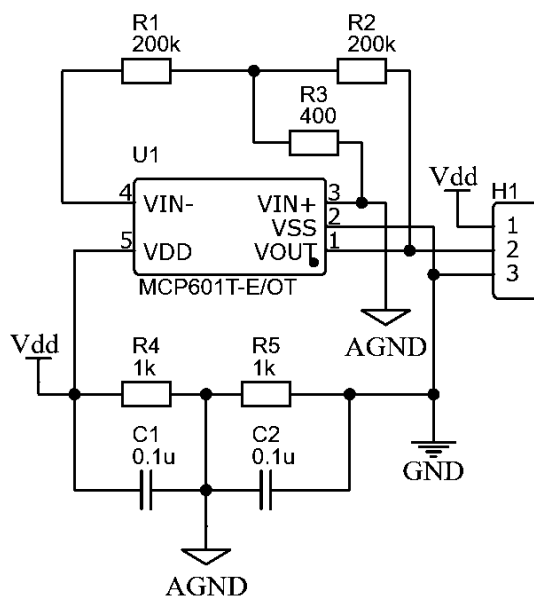 R1
200k
R2
200k
R3
400
U1
4 VIN- VIN+ 3
VSS 2
5 VDD VOUT 1
MCP601T-E/OT
Vdd
H1
1
2
3
AGND
Vdd
R4
1k
R5
1k
C1
0.1u
C2
0.1u
GND
AGND